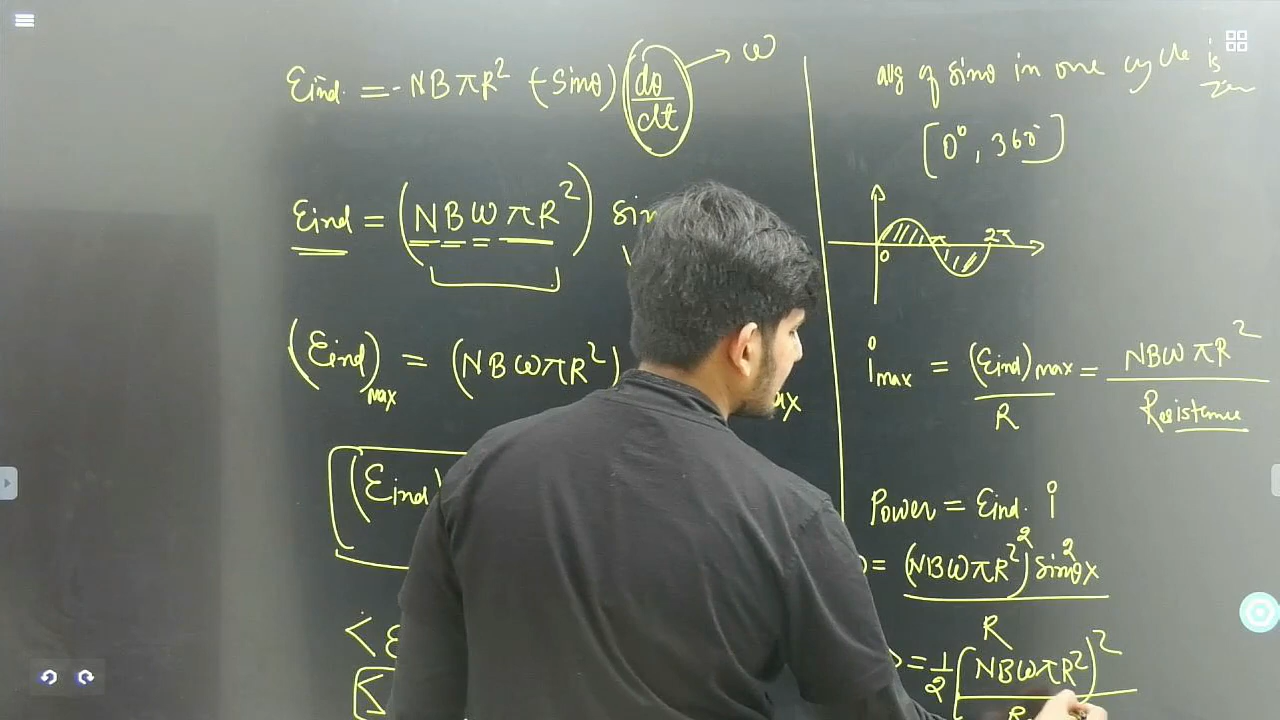 Eind. = - NBπR² (-Sinθ) (dθ/dt) → ω
Eind = (NBωπR²) sin
(Eind)max = (NBωπR²)
(Eind)
< ε
avg of sinθ in one cycle is zero
[0°, 360°]
0 π 2π
imax = (Eind)max/R = NBωπR²/Resistance
Power = Eind. i
= (NBωπR²)² sin²θ x/R
= 1/2 (NBωπR²)²